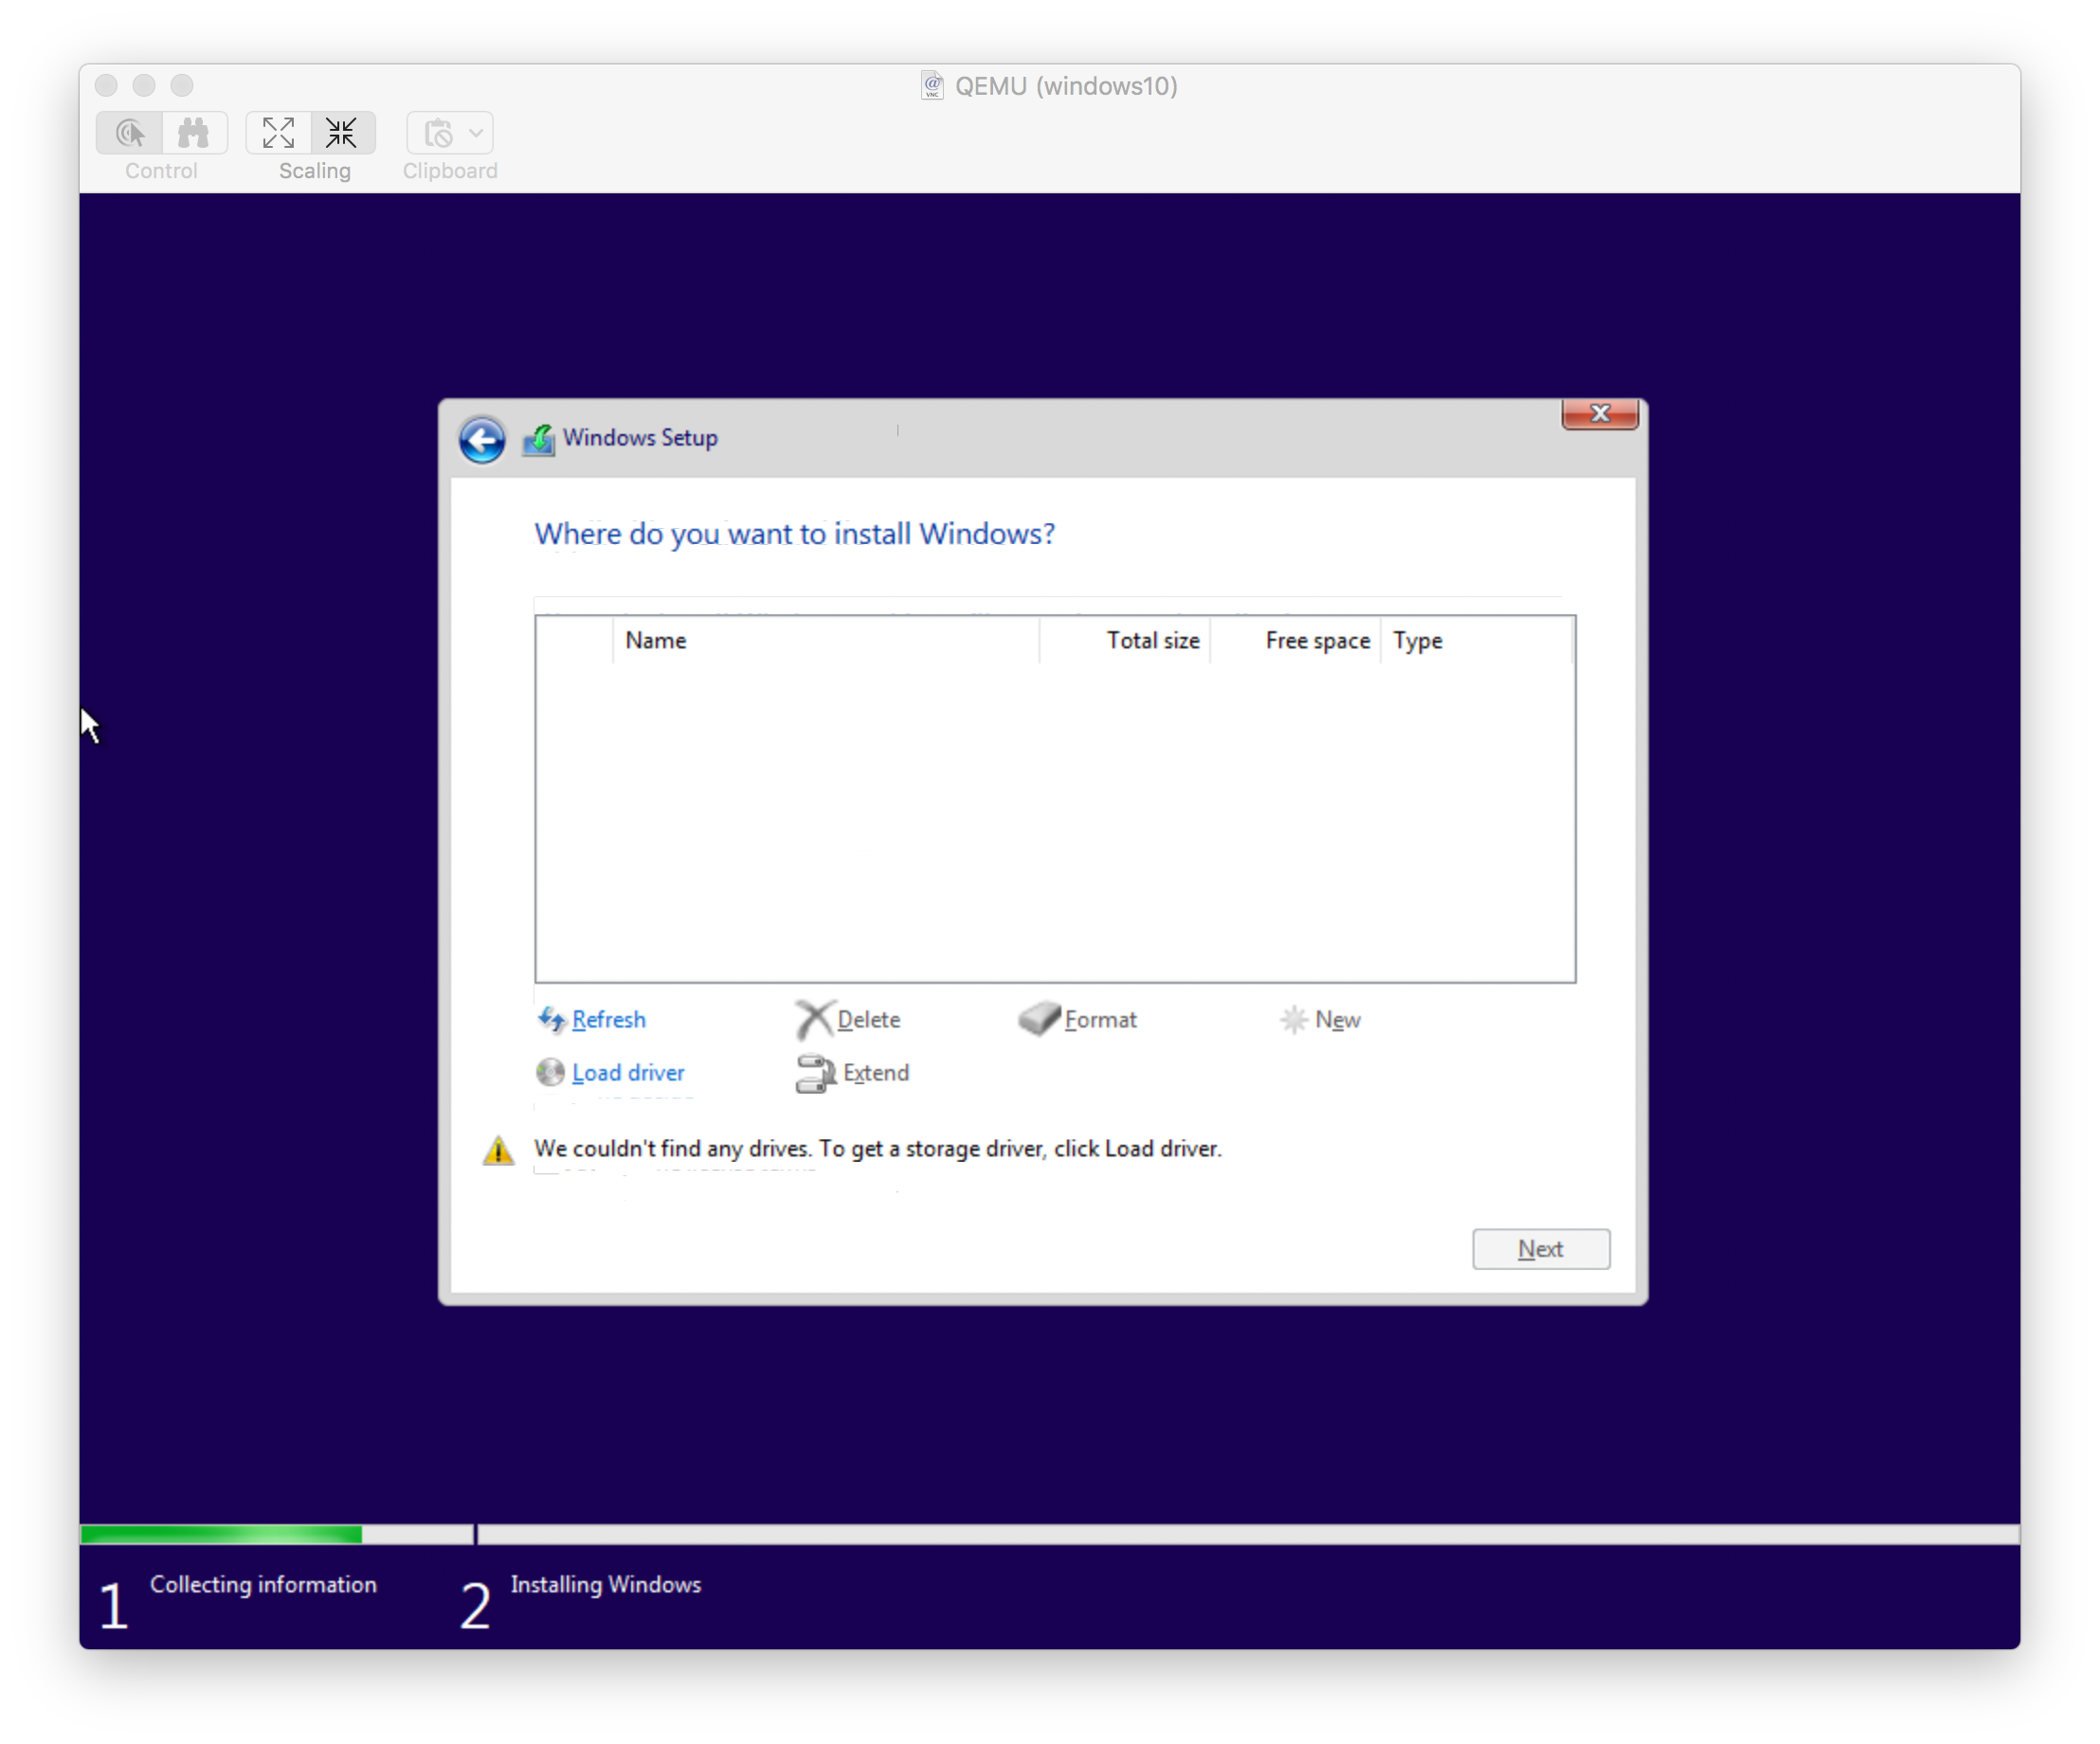 QEMU (windows10)
Control
Scaling
Clipboard
Windows Setup
Where do you want to install Windows?
Name Total size Free space Type
Refresh Delete Format New
Load driver Extend
We couldn't find any drives. To get a storage driver, click Load driver.
Next
1 Collecting information 2 Installing Windows